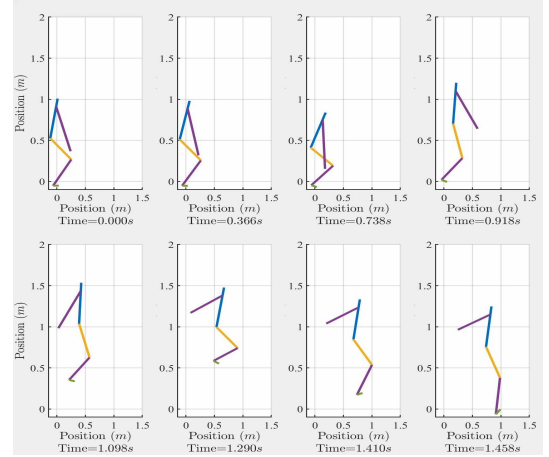 2
1.5
1
0.5
0
Position (m)
0 0.5 1 1.5
Position (m)
Time=0.000s
2
1.5
1
0.5
0
0 0.5 1 1.5
Position (m)
Time=0.366s
2
1.5
1
0.5
0
0 0.5 1 1.5
Position (m)
Time=0.738s
2
1.5
1
0.5
0
0 0.5 1 1.5
Position (m)
Time=0.918s
2
1.5
1
0.5
0
Position (m)
0 0.5 1 1.5
Position (m)
Time=1.098s
2
1.5
1
0.5
0
0 0.5 1 1.5
Position (m)
Time=1.290s
2
1.5
1
0.5
0
0 0.5 1 1.5
Position (m)
Time=1.410s
2
1.5
1
0.5
0
0 0.5 1 1.5
Position (m)
Time=1.458s